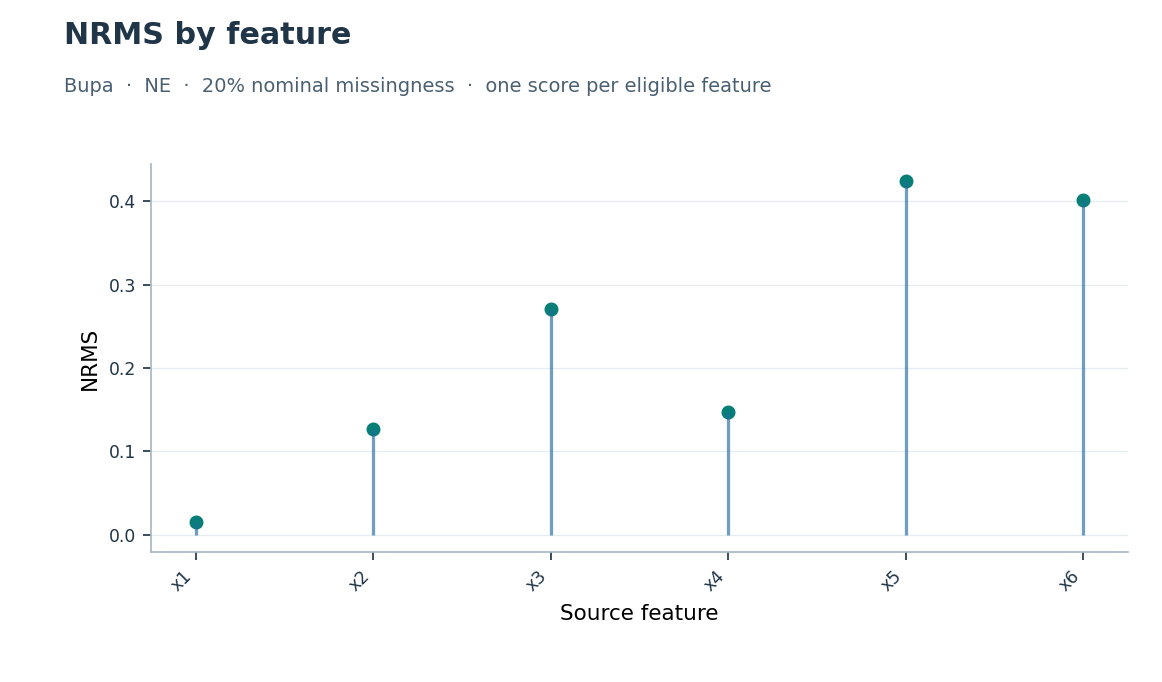 NRMS by feature
Bupa · NE · 20% nominal missingness · one score per eligible feature
NRMS
0.4
0.3
0.2
0.1
0.0
x1 x2 x3 x4 x5 x6
Source feature